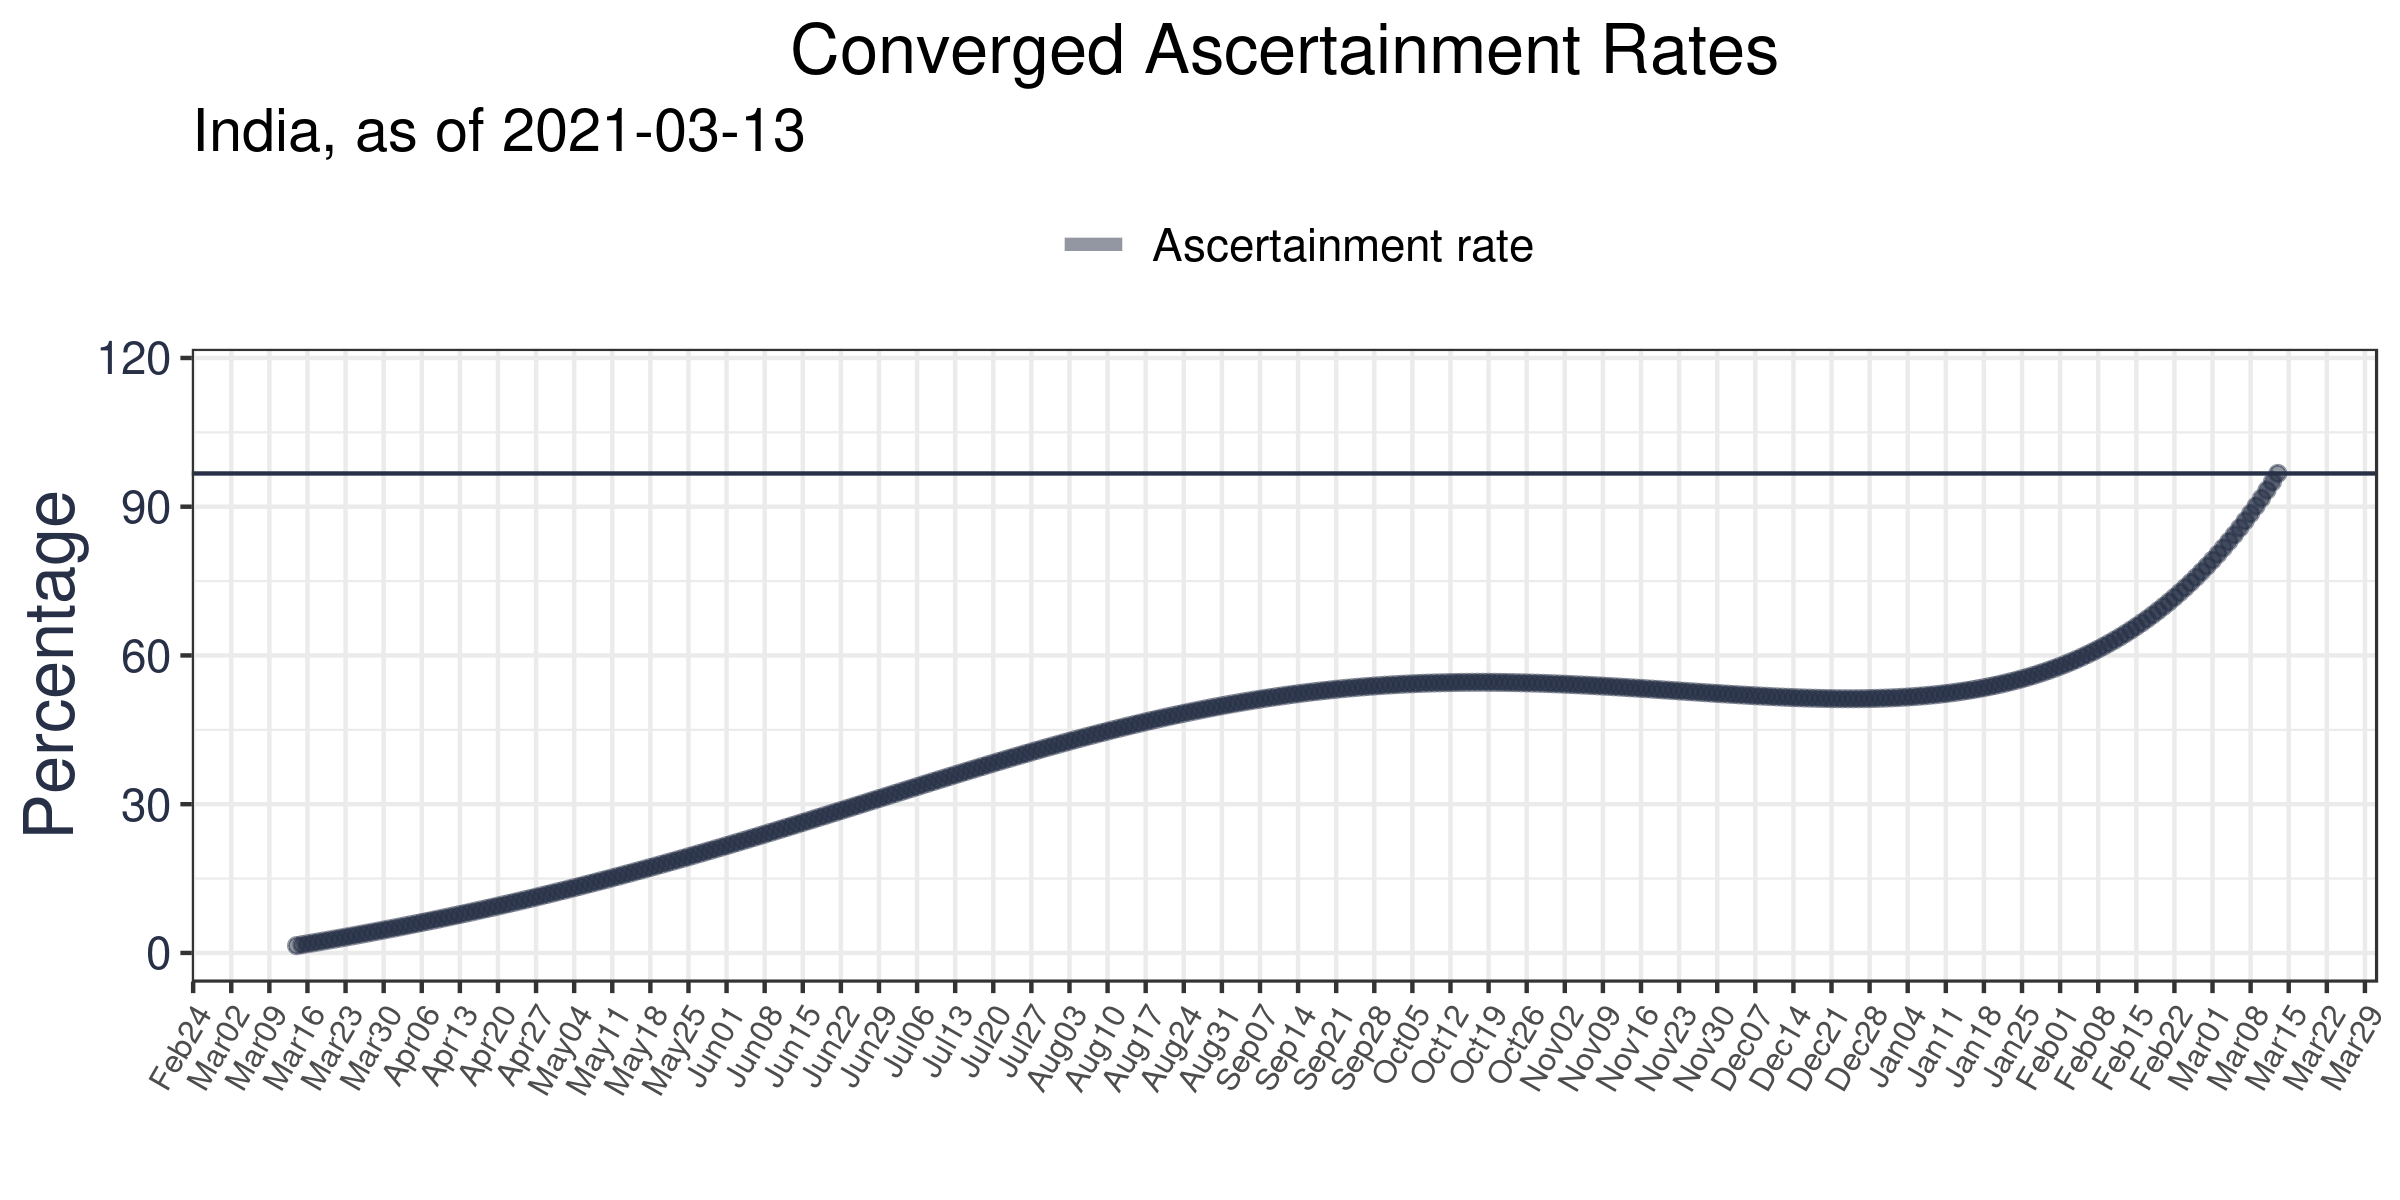 Converged Ascertainment Rates
India, as of 2021-03-13
Ascertainment rate
Percentage
120
90
60
30
0
Feb24 Mar02 Mar09 Mar16 Mar23 Mar30 Apr06 Apr13 Apr20 Apr27 May04 May11 May18 May25 Jun01 Jun08 Jun15 Jun22 Jun29 Jul06 Jul13 Jul20 Jul27 Aug03 Aug10 Aug17 Aug24 Aug31 Sep07 Sep14 Sep21 Sep28 Oct05 Oct12 Oct19 Oct26 Nov02 Nov09 Nov16 Nov23 Nov30 Dec07 Dec14 Dec21 Dec28 Jan04 Jan11 Jan18 Jan25 Feb01 Feb08 Feb15 Feb22 Mar01 Mar08 Mar15 Mar22 Mar29